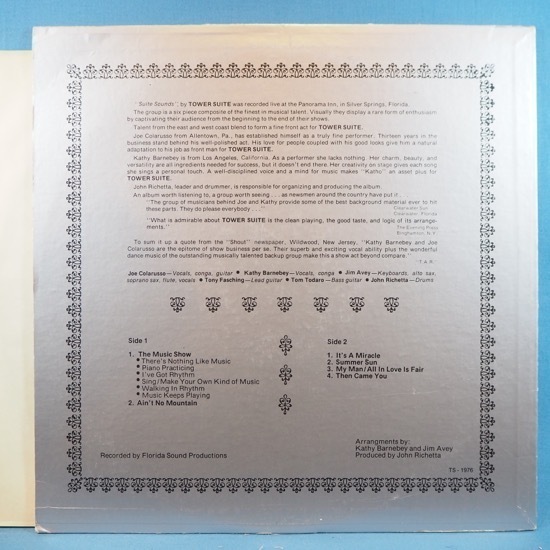 "Suite Sounds", by TOWER SUITE was recorded live at the Panorama Inn, in Silver Springs, Florida.
The group is a six piece composite of the finest in musical talent. Visually they display a rare form of enthusiasm
by captivating their audience from the beginning to the end of their shows.
Talent from the east and west coast blend to form a fine front act for TOWER SUITE.
Joe Colarusso from Allentown, Pa., has established himself as a truly fine performer. Thirteen years in the
business stand behind his well-polished act. His love for people coupled with his good looks give him a natural
adaptation to his job as front man for TOWER SUITE.
Kathy Barnebey is from Los Angeles, California. As a performer she lacks nothing. Her charm, beauty, and
versatility are all ingredients needed for success, but it doesn't end there. Her creativity on stage gives each song
she sings a personal touch. A well-disciplined voice and a mind for music makes "Katho" an asset plus for
TOWER SUITE.
John Richetta, leader and drummer, is responsible for organizing and producing the album.
An album worth listening to, a group worth seeing . . . as newsmen around the country have put it:
"The group of musicians behind Joe and Kathy provide some of the best background material ever to hit
these parts. They do please everybody . . ."
Clearwater Sun
Clearwater, Florida
"What is admirable about TOWER SUITE is the clean playing, the good taste, and logic of its arrange-
ments."
The Evening Press
Binghamton, N.Y.
To sum it up a quote from the "Shout" newspaper, Wildwood, New Jersey. "Kathy Barnebey and Joe
Colarusso are the epitome of show business per se. Their superb and exciting vocal ability plus the wonderful
dance music of the outstanding musically talented backup group make this a show act beyond compare."
T.A.R.
Joe Colarusso—Vocals, conga, guitar • Kathy Barnebey—Vocals, conga • Jim Avey—Keyboards, alto sax,
soprano sax, flute, vocals • Tony Fasching—Lead guitar • Tom Todaro—Bass guitar • John Richetta—Drums
Side 1
1. The Music Show
• There's Nothing Like Music
• Piano Practicing
• I've Got Rhythm
• Sing/Make Your Own Kind of Music
• Walking In Rhythm
• Music Keeps Playing
2. Ain't No Mountain
Side 2
1. It's A Miracle
2. Summer Sun
3. My Man/All In Love Is Fair
4. Then Came You
Recorded by Florida Sound Productions
Arrangements by:
Kathy Barnebey and Jim Avey
Produced by John Richetta
TS - 1976